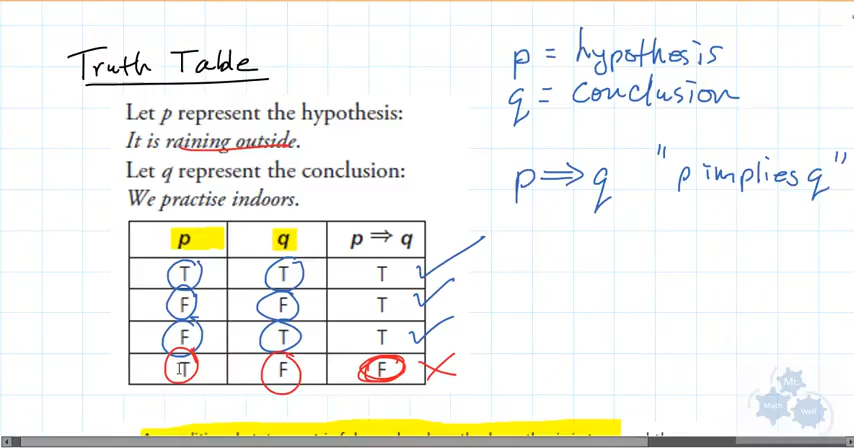 Truth Table
p = hypothesis
q = conclusion
Let p represent the hypothesis:
It is raining outside.
Let q represent the conclusion:
We practise indoors.
p ⇒ q "p implies q"
p q p ⇒ q
T T T
F F T
F T T
T F F
Mr.
Math Wall